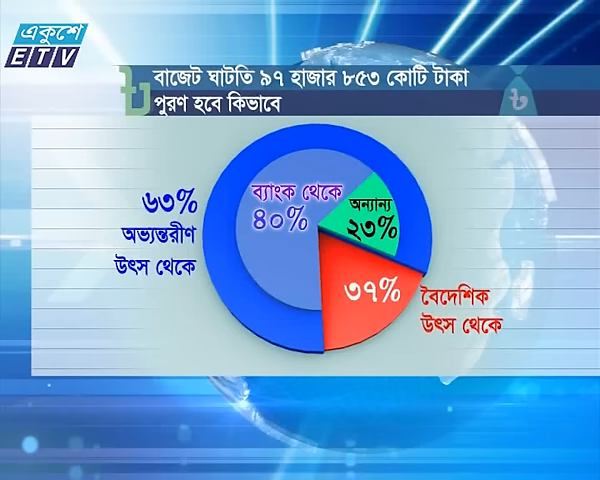 একুশে
ETV
বাজেট ঘাটতি ৯৭ হাজার ৮৫৩ কোটি টাকা
পুরণ হবে কিভাবে
৬৩%
অভ্যন্তরীণ
উৎস থেকে
ব্যাংক থেকে
৪০%
অন্যান্য
২৩%
৩৭%
বৈদেশিক
উৎস থেকে